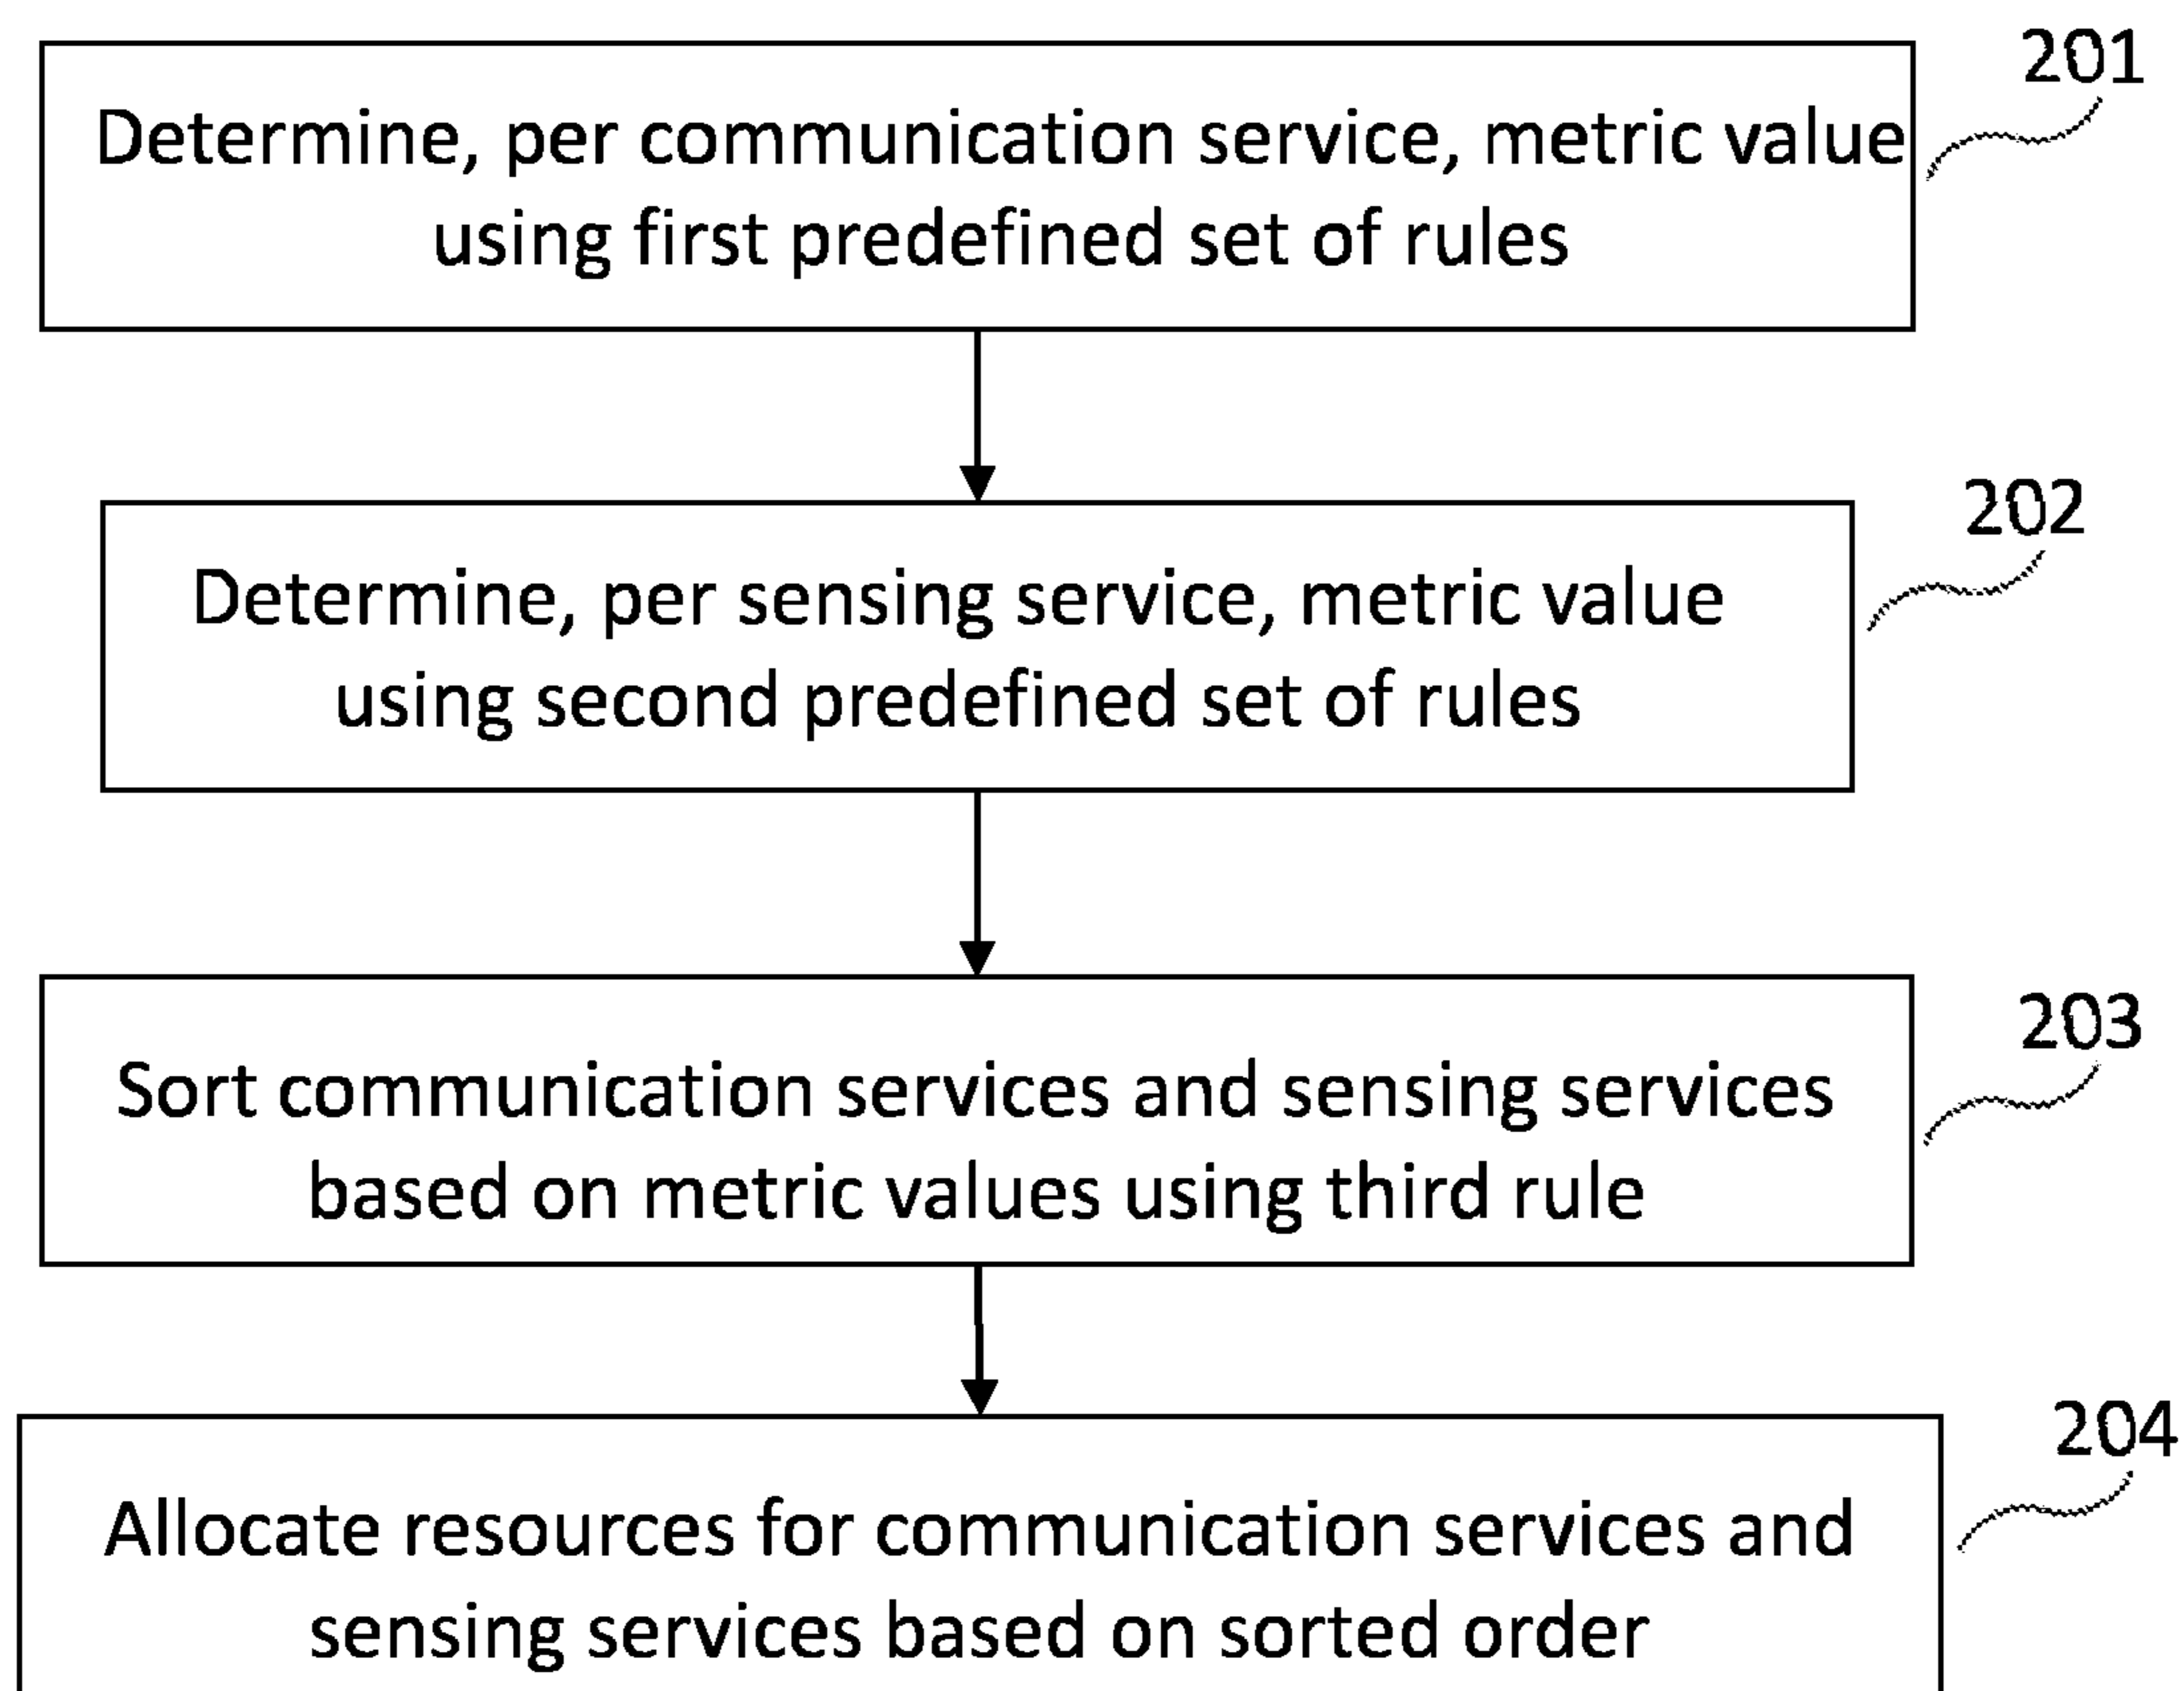 201
Determine, per communication service, metric value
using first predefined set of rules
202
Determine, per sensing service, metric value
using second predefined set of rules
203
Sort communication services and sensing services
based on metric values using third rule
204
Allocate resources for communication services and
sensing services based on sorted order